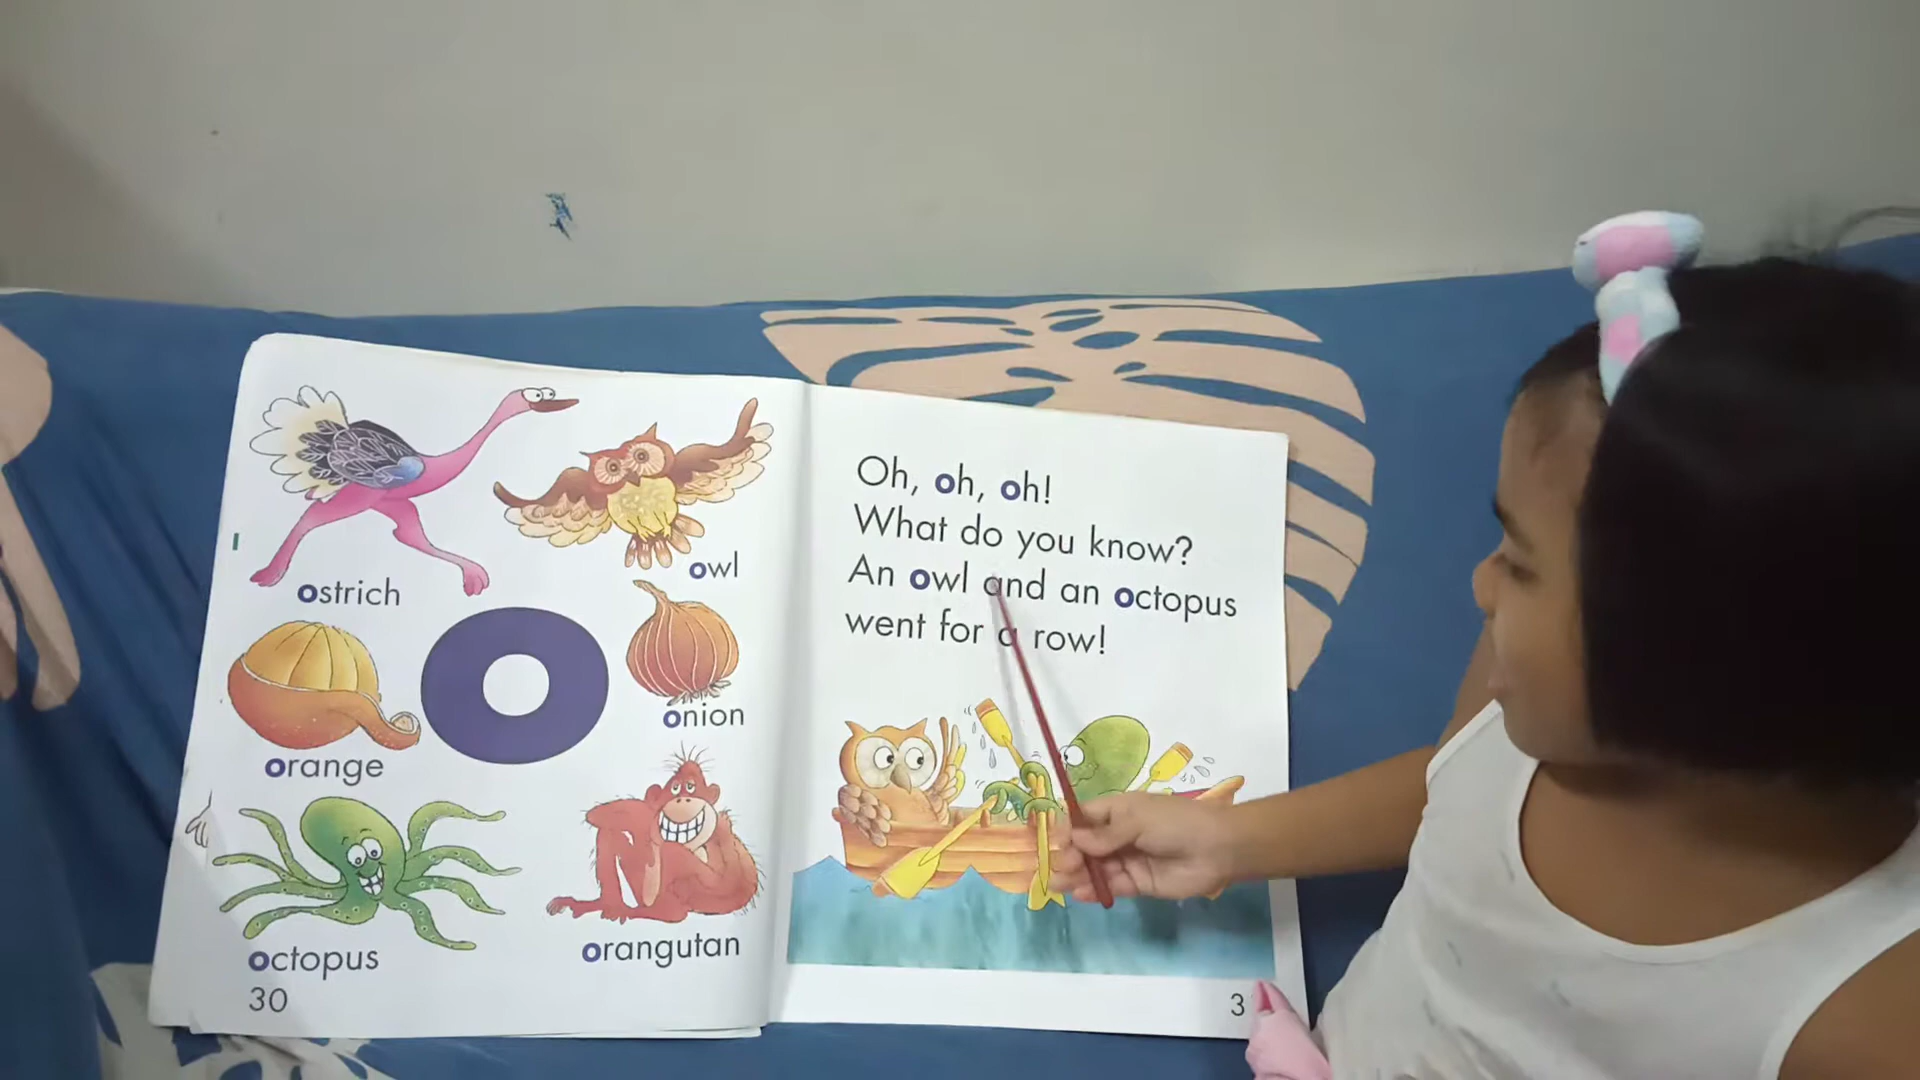 ostrich
owl
orange
O
onion
octopus
orangutan
30
Oh, oh, oh!
What do you know?
An owl and an octopus
went for a row!
3